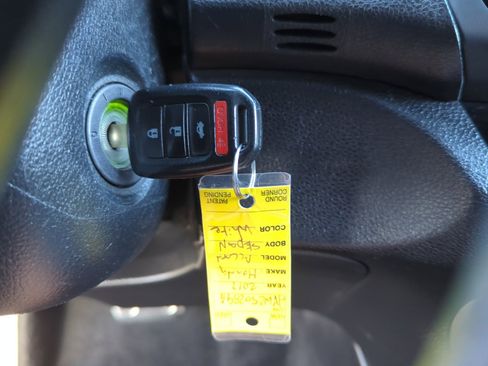 YEAR 2017
MAKE Honda
MODEL Accord
BODY SEDAN
COLOR White
ROUND CORNER
PATENT PENDING